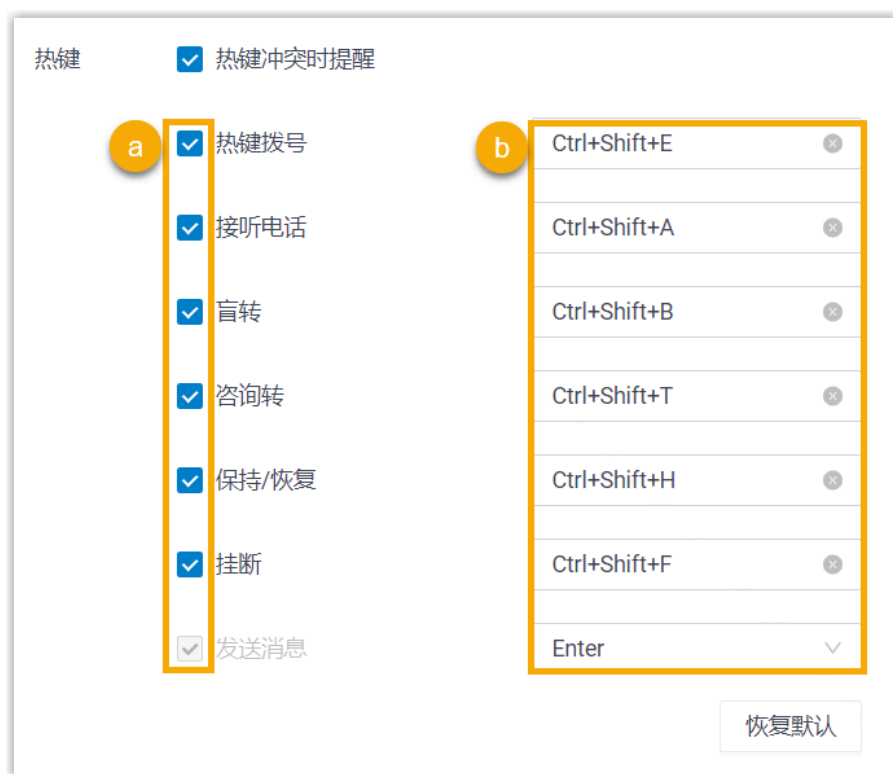 热键 热键冲突时提醒
a 热键拨号 b Ctrl+Shift+E
接听电话 Ctrl+Shift+A
盲转 Ctrl+Shift+B
咨询转 Ctrl+Shift+T
保持/恢复 Ctrl+Shift+H
挂断 Ctrl+Shift+F
发送消息 Enter
恢复默认